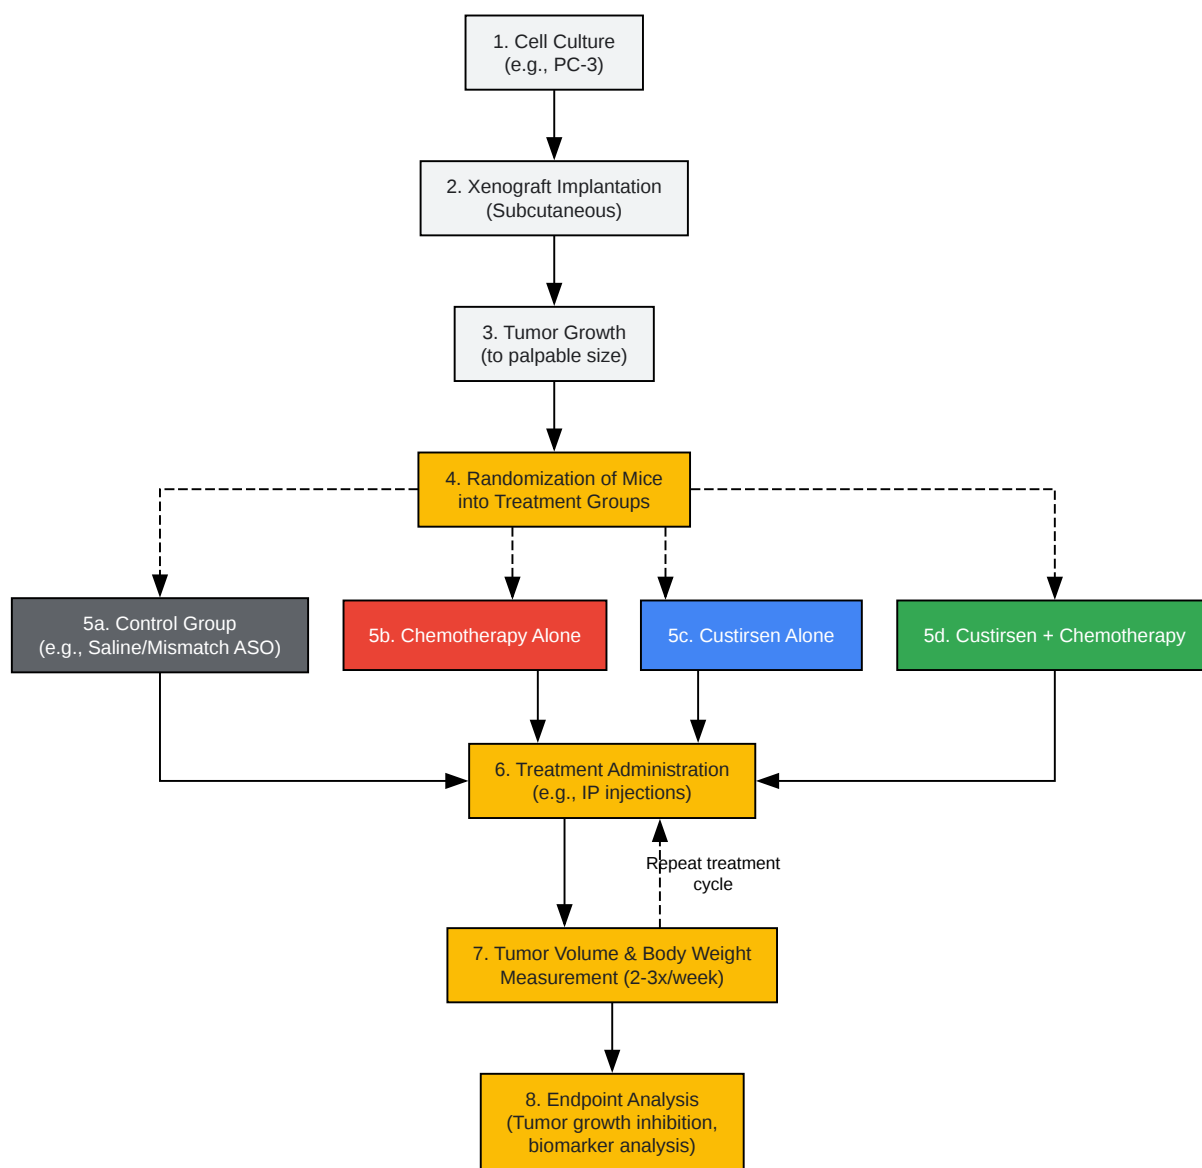 1. Cell Culture
(e.g., PC-3)
2. Xenograft Implantation
(Subcutaneous)
3. Tumor Growth
(to palpable size)
4. Randomization of Mice
into Treatment Groups
5a. Control Group
(e.g., Saline/Mismatch ASO)
5b. Chemotherapy Alone
5c. Custirsen Alone
5d. Custirsen + Chemotherapy
6. Treatment Administration
(e.g., IP injections)
Repeat treatment
cycle
7. Tumor Volume & Body Weight
Measurement (2-3x/week)
8. Endpoint Analysis
(Tumor growth inhibition,
biomarker analysis)